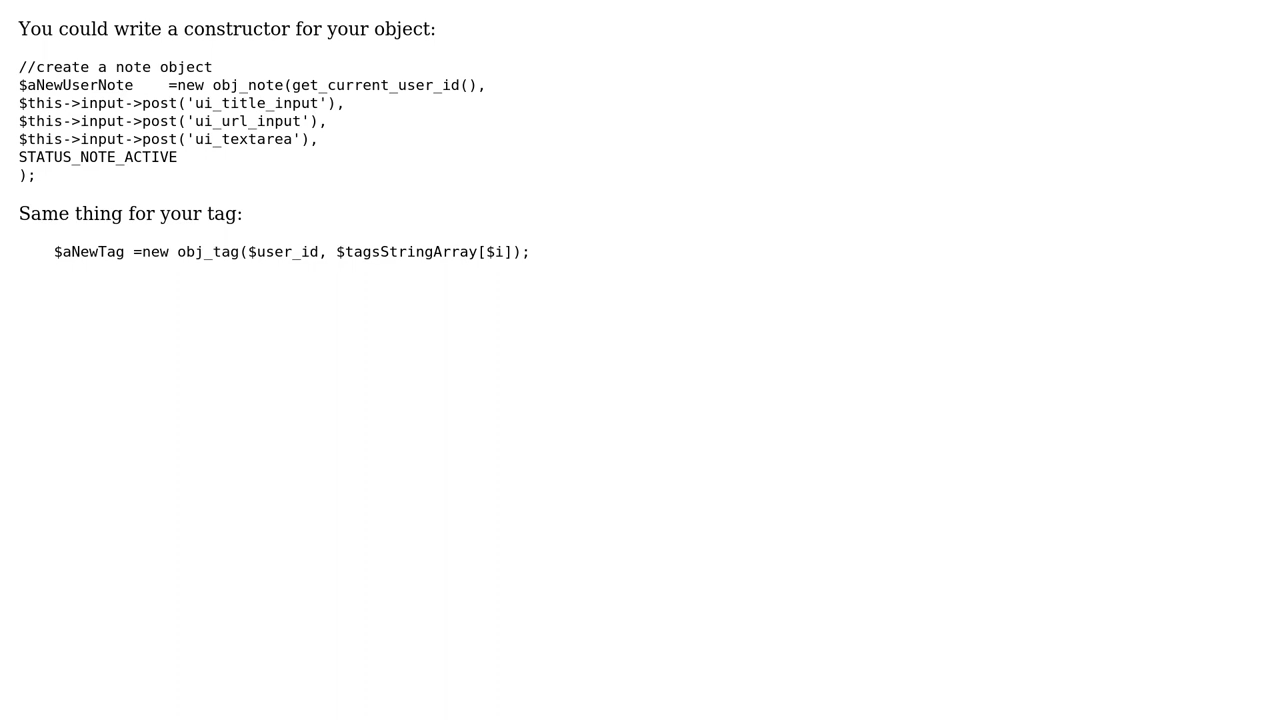 You could write a constructor for your object:
//create a note object
$aNewUserNote    =new obj_note(get_current_user_id(),
$this->input->post('ui_title_input'),
$this->input->post('ui_url_input'),
$this->input->post('ui_textarea'),
STATUS_NOTE_ACTIVE
);
Same thing for your tag:
    $aNewTag =new obj_tag($user_id, $tagsStringArray[$i]);